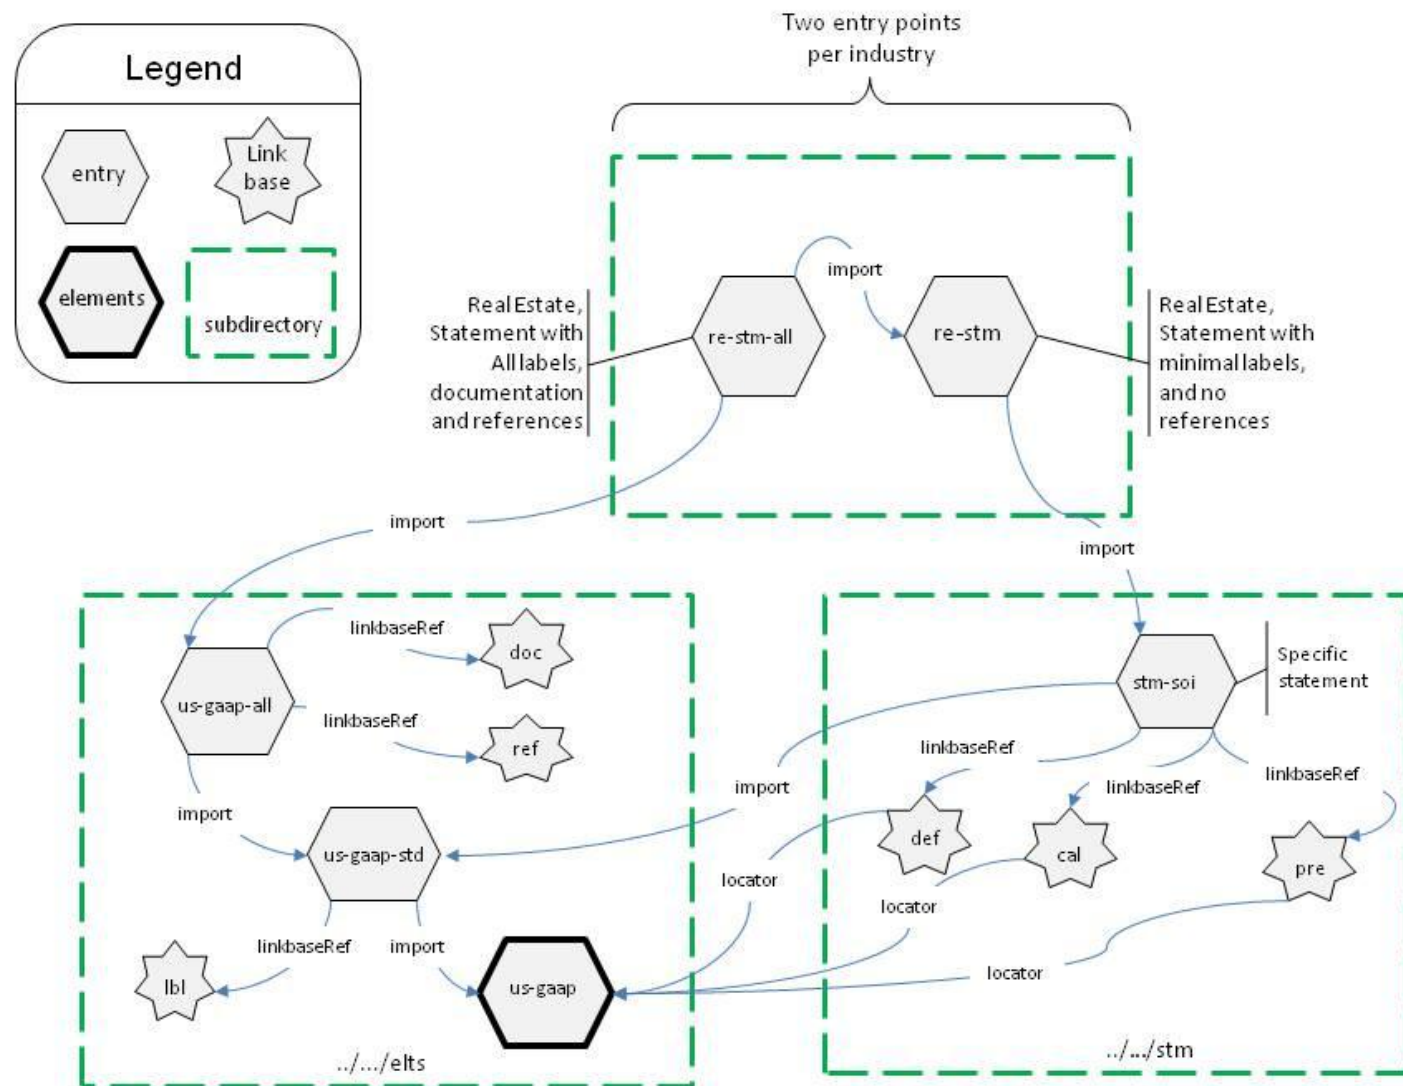 Legend
entry
Link
base
elements
subdirectory
Two entry points
per industry
import
Real Estate,
Statement with
All labels,
documentation
and references
re-stm-all
re-stm
Real Estate,
Statement with
minimal labels,
and no
references
import
import
linkbaseRef
doc
us-gaap-all
linkbaseRef
ref
import
us-gaap-std
linkbaseRef
import
lbl
us-gaap
../.../elts
stm-soi
Specific
statement
import
linkbaseRef
linkbaseRef
linkbaseRef
def
cal
pre
locator
locator
locator
../.../stm